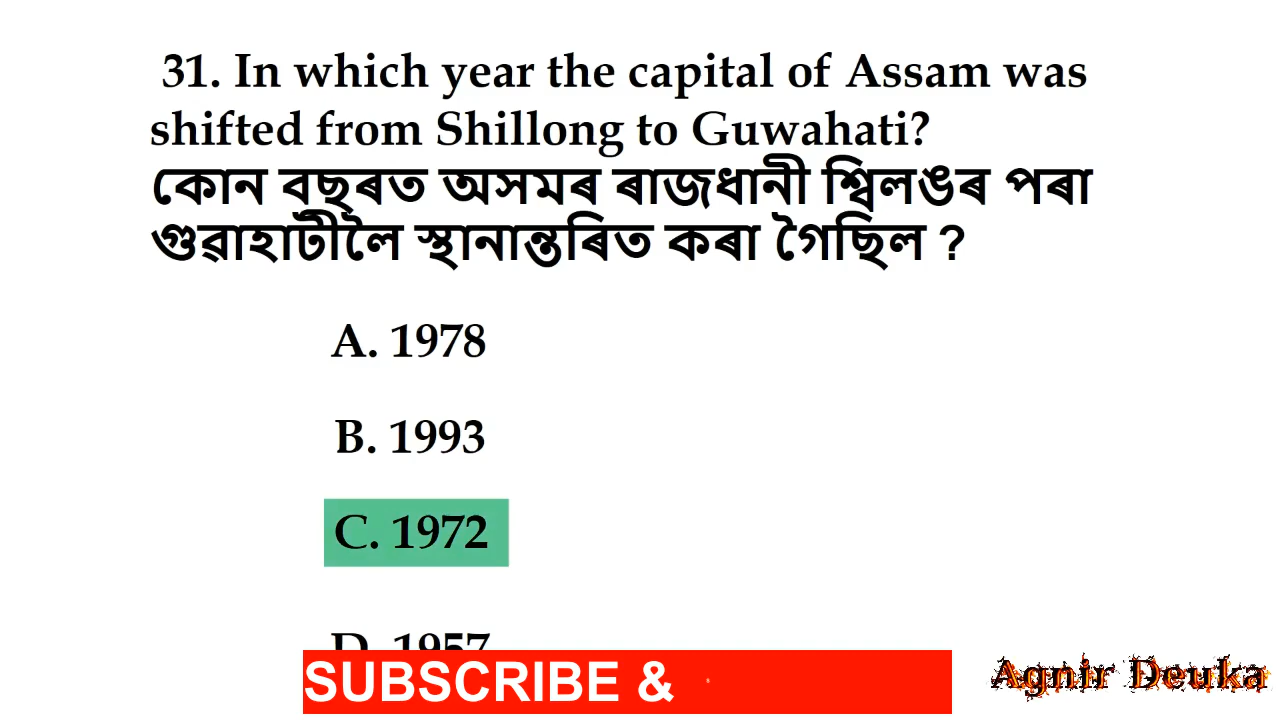 31. In which year the capital of Assam was
shifted from Shillong to Guwahati?
কোন বছৰত অসমৰ ৰাজধানী শ্বিলঙৰ পৰা
গুৱাহাটীলৈ স্থানান্তৰিত কৰা গৈছিল ?
A. 1978
B. 1993
C. 1972
D. 1957
SUBSCRIBE &
Agnir Deuka